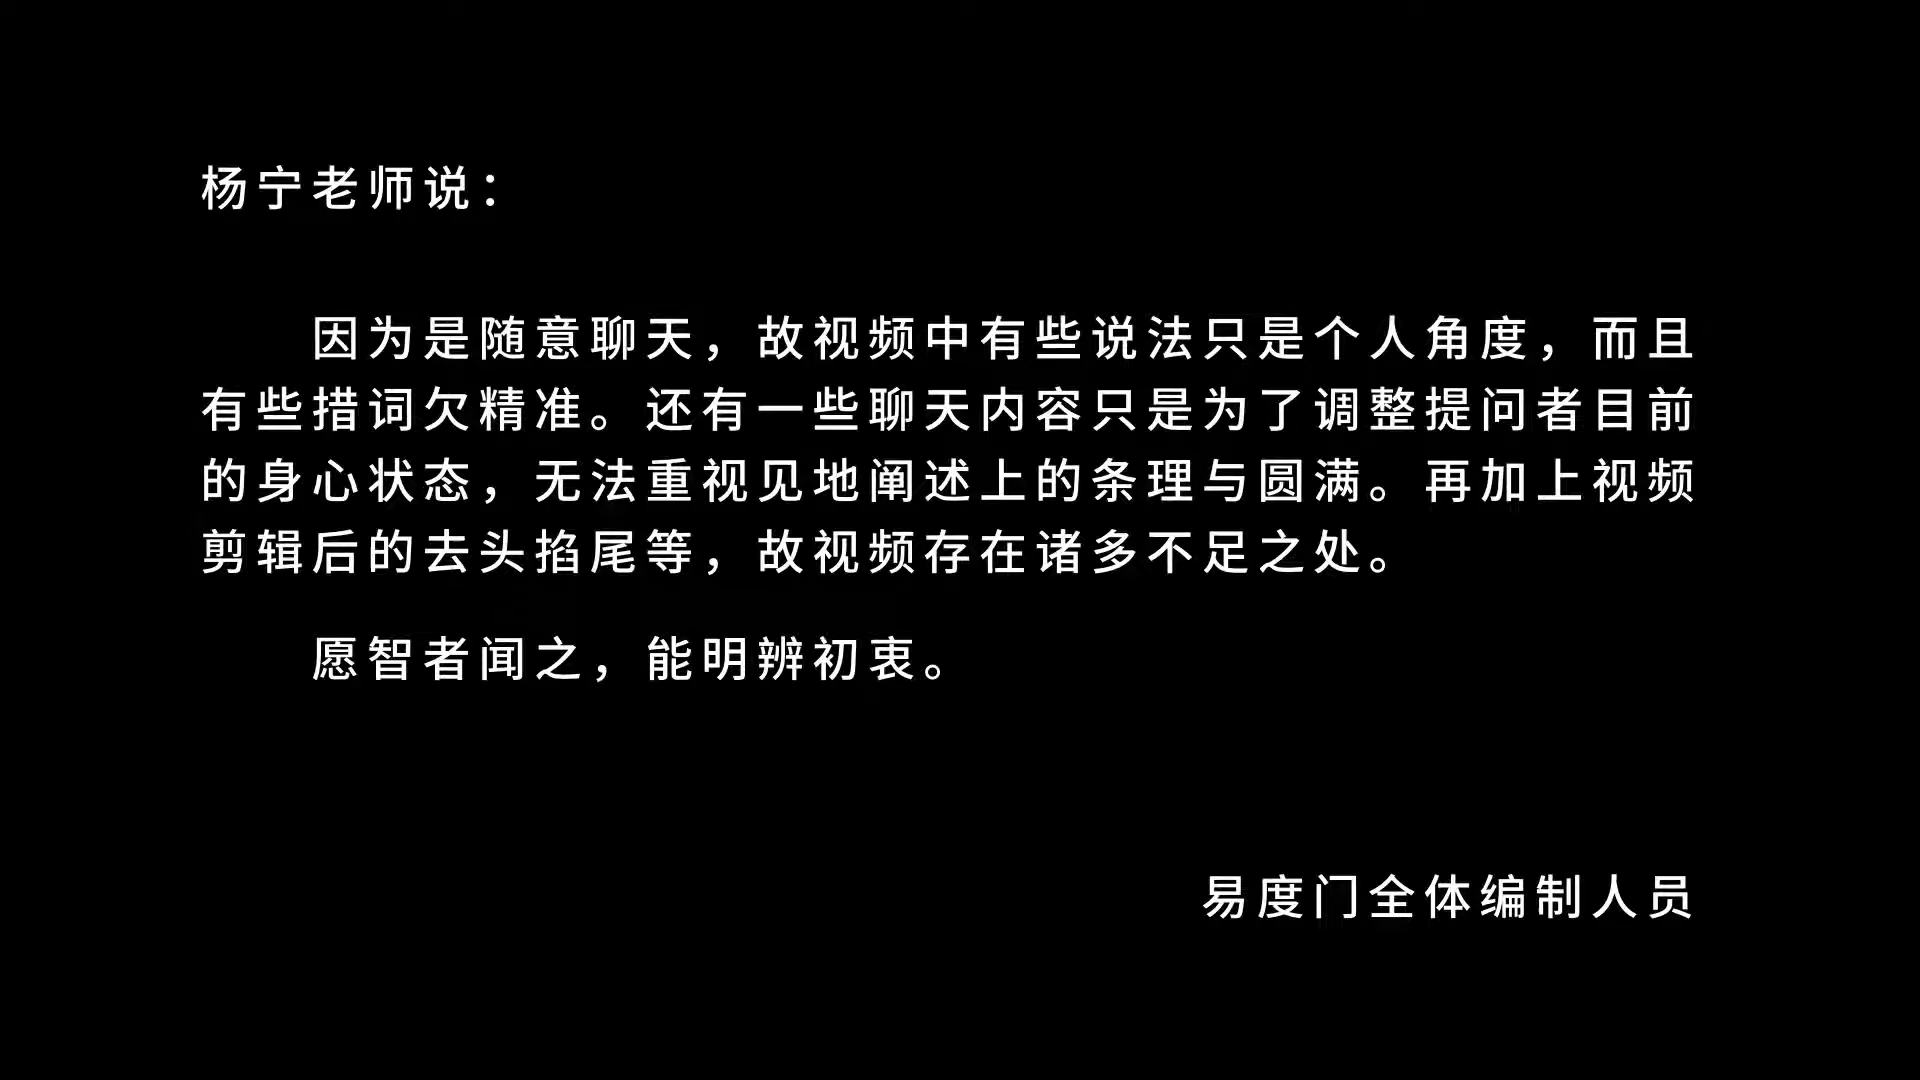 杨宁老师说：
因为是随意聊天，故视频中有些说法只是个人角度，而且
有些措词欠精准。还有一些聊天内容只是为了调整提问者目前
的身心状态，无法重视见地阐述上的条理与圆满。再加上视频
剪辑后的去头掐尾等，故视频存在诸多不足之处。
愿智者闻之，能明辨初衷。
易度门全体编制人员